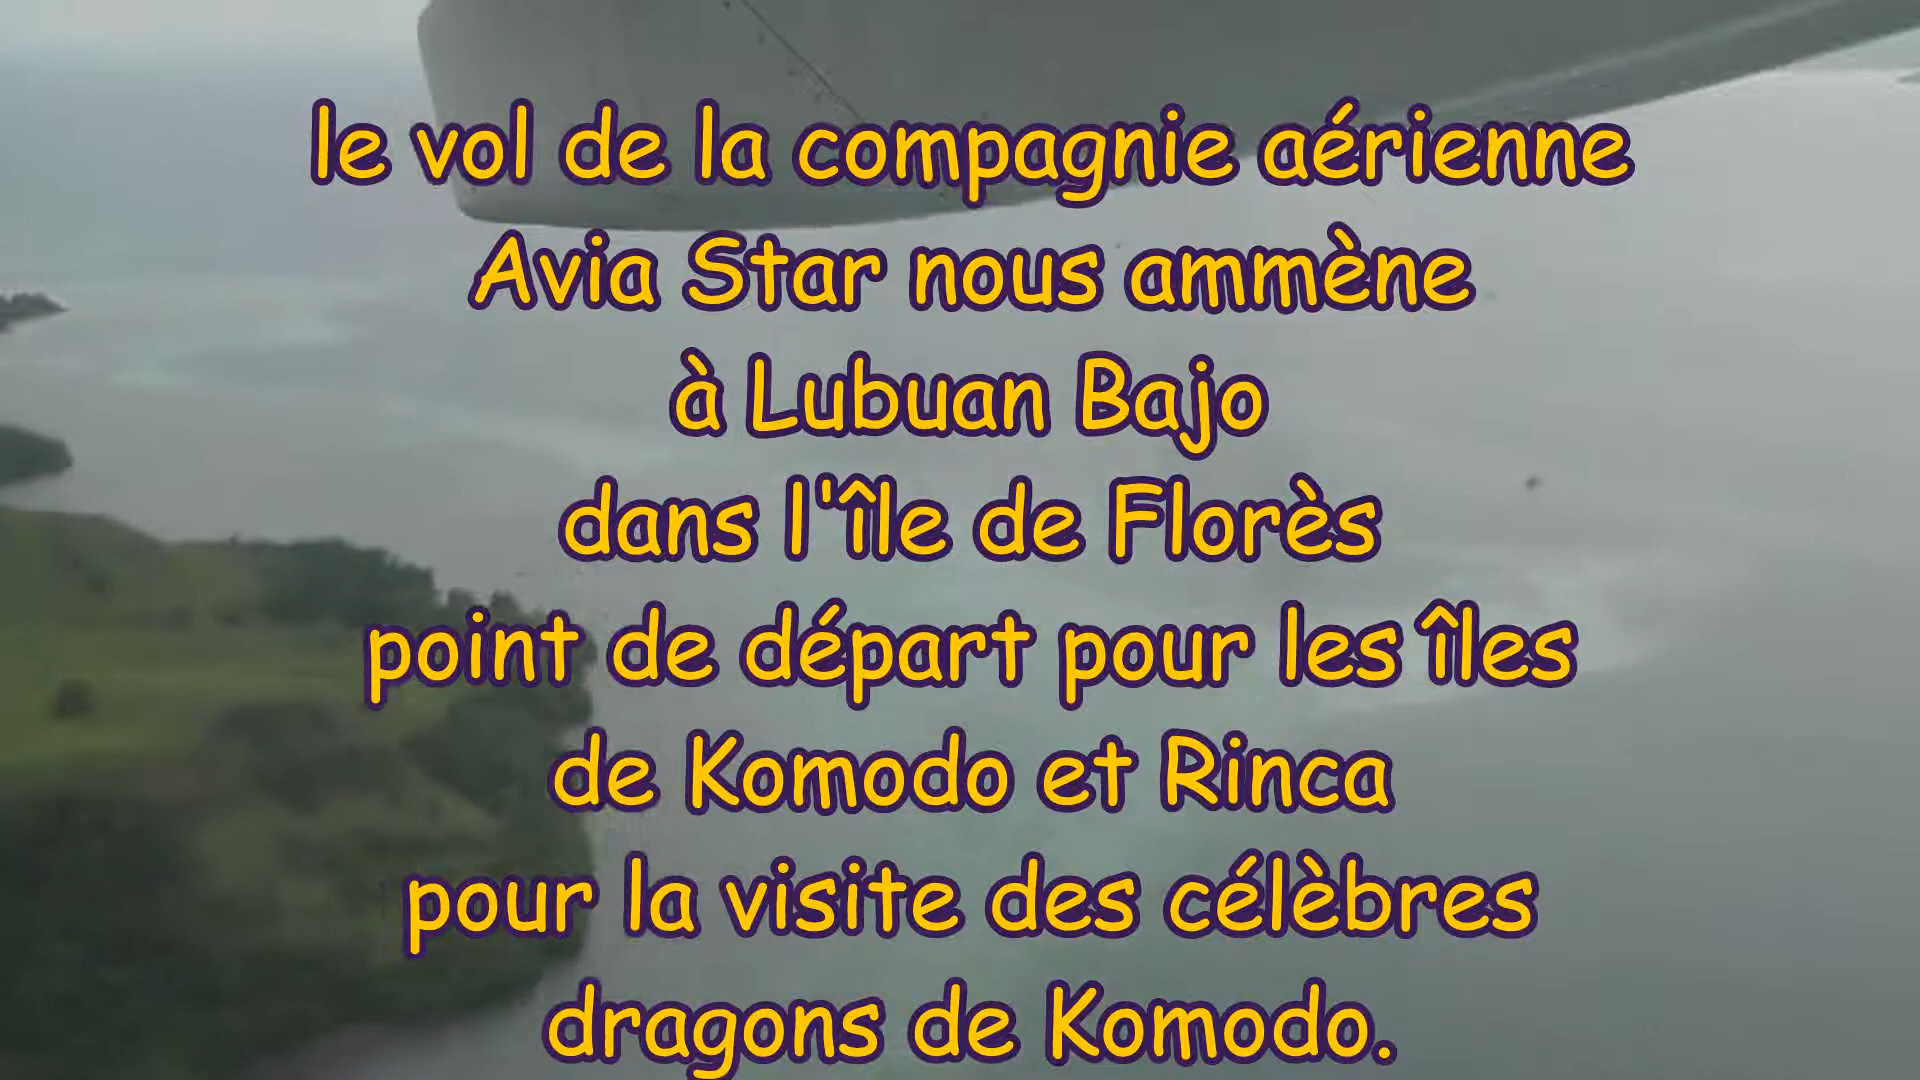 le vol de la compagnie aérienne
Avia Star nous ammène
à Lubuan Bajo
dans l'île de Florès
point de départ pour les îles
de Komodo et Rinca
pour la visite des célèbres
dragons de Komodo.